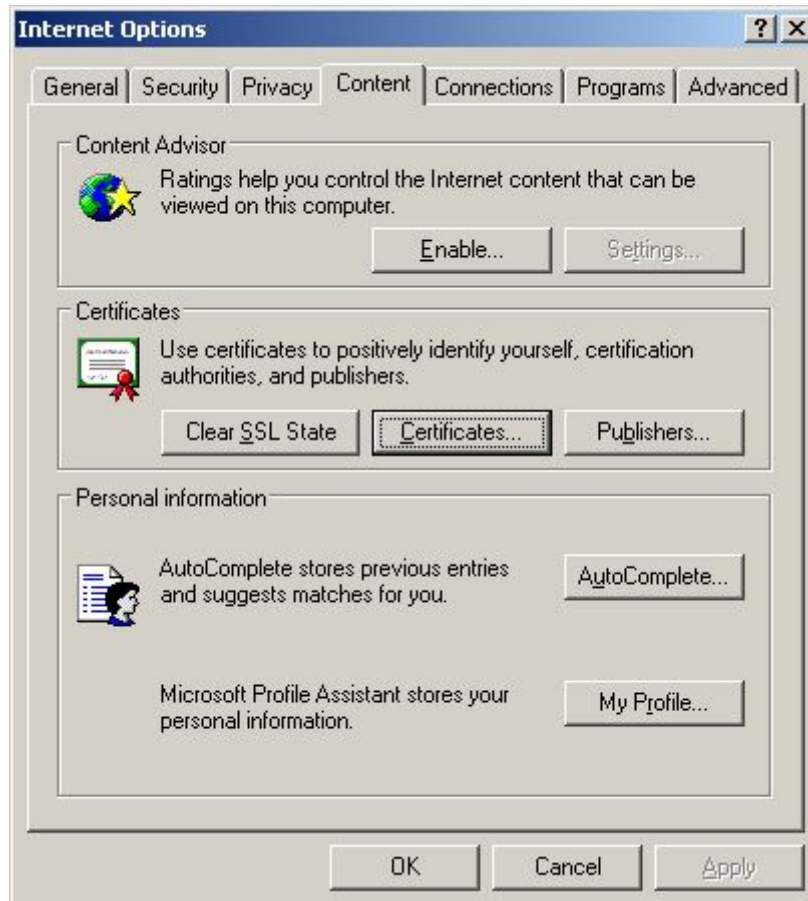 Internet Options
General Security Privacy Content Connections Programs Advanced
Content Advisor
Ratings help you control the Internet content that can be
viewed on this computer.
Enable... Settings...
Certificates
Use certificates to positively identify yourself, certification
authorities, and publishers.
Clear SSL State Certificates... Publishers...
Personal information
AutoComplete stores previous entries
and suggests matches for you.
AutoComplete...
Microsoft Profile Assistant stores your
personal information.
My Profile...
OK Cancel Apply